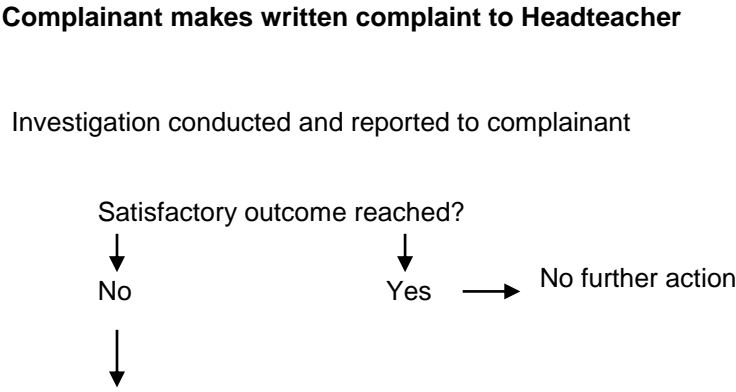 Complainant makes written complaint to Headteacher
Investigation conducted and reported to complainant
Satisfactory outcome reached?
No
Yes
No further action